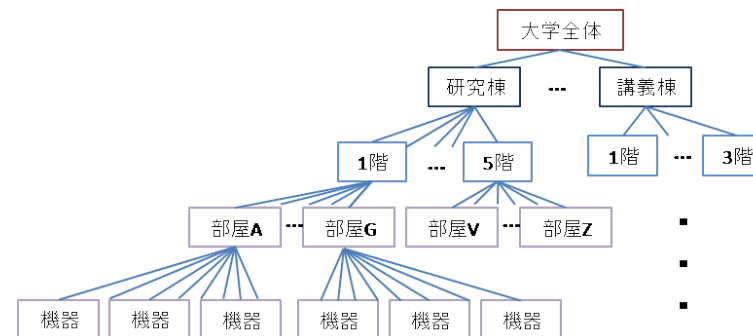 大学全体
研究棟 … 講義棟
1階 … 5階 1階 … 3階
部屋A … 部屋G 部屋V … 部屋Z
機器 機器 機器 機器 機器 機器